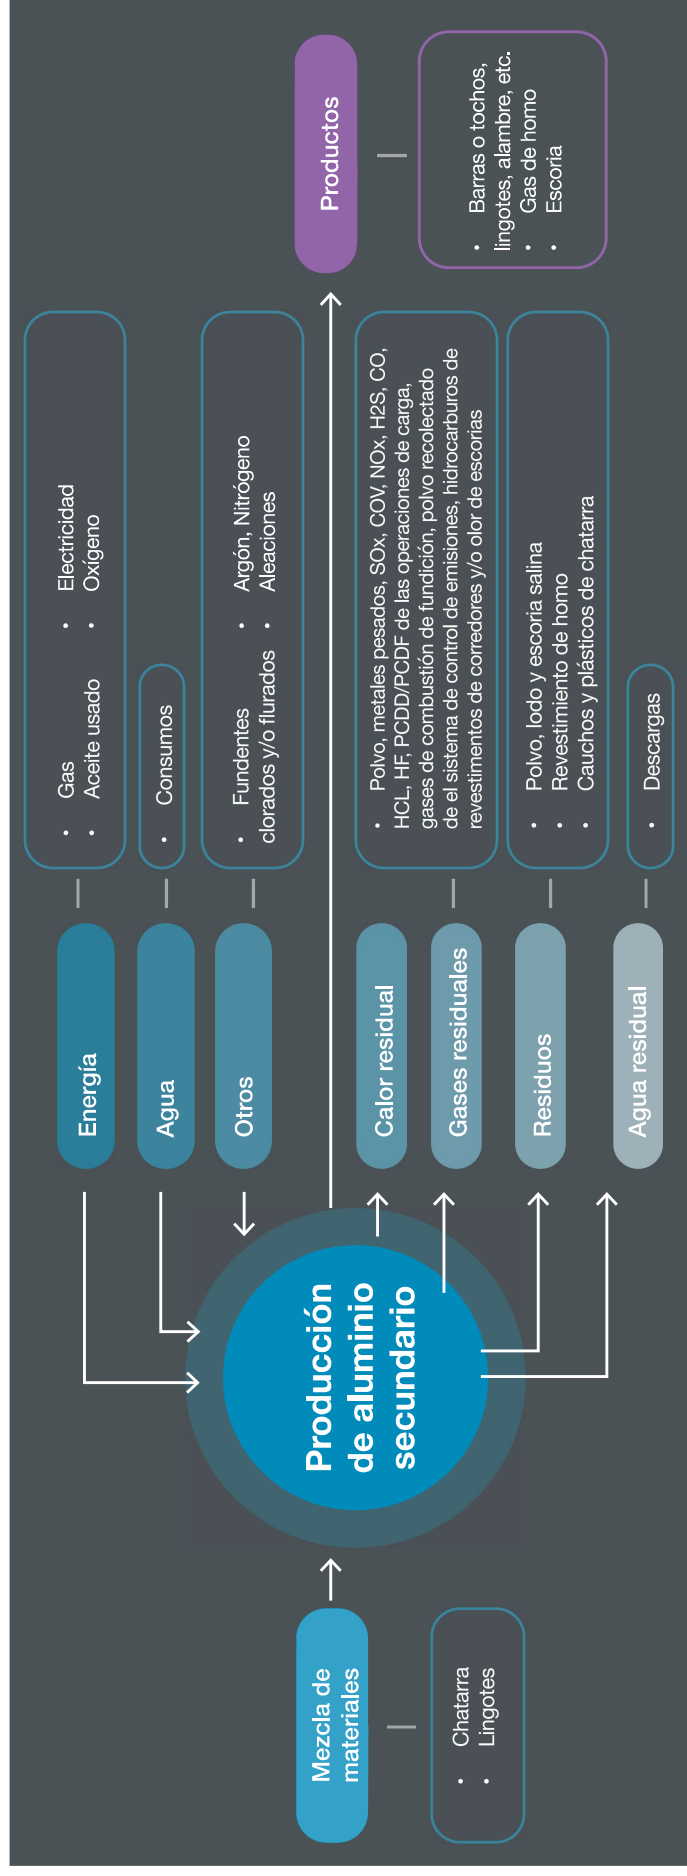 Mezcla de
materiales
• Chatarra
• Lingotes
Producción
de aluminio
secundario
Energía
• Gas
• Aceite usado
• Electricidad
• Oxígeno
Agua
• Consumos
Otros
• Fundentes
clorados y/o flurados
• Argón, Nitrógeno
• Aleaciones
Productos
• Barras o tochos,
lingotes, alambre, etc.
• Gas de homo
• Escoria
Calor residual
Gases residuales
• Polvo, metales pesados, SOx, COV, NOx, H2S, CO,
HCL, HF, PCDD/PCDF de las operaciones de carga,
gases de combustión de fundición, polvo recolectado
de el sistema de control de emisiones, hidrocarburos de
revestimentos de corredores y/o olor de escorias
Residuos
• Polvo, lodo y escoria salina
• Revestimiento de homo
• Cauchos y plásticos de chatarra
Agua residual
• Descargas